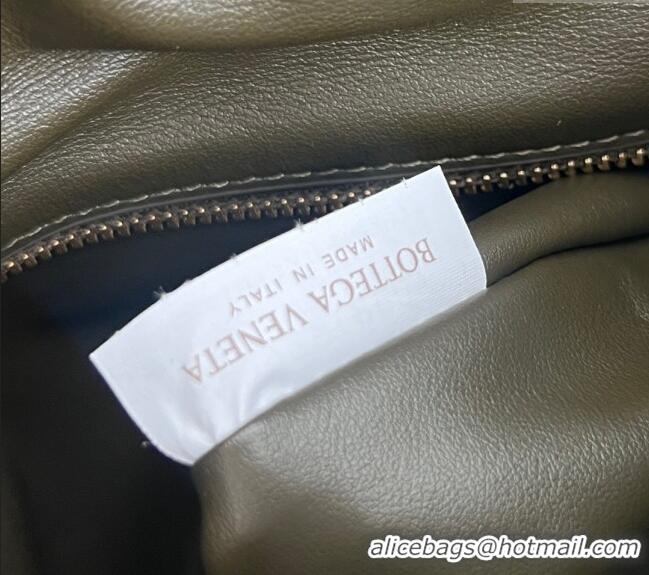 BOTTEGA VENETA
MADE IN ITALY
alicebags@hotmail.com